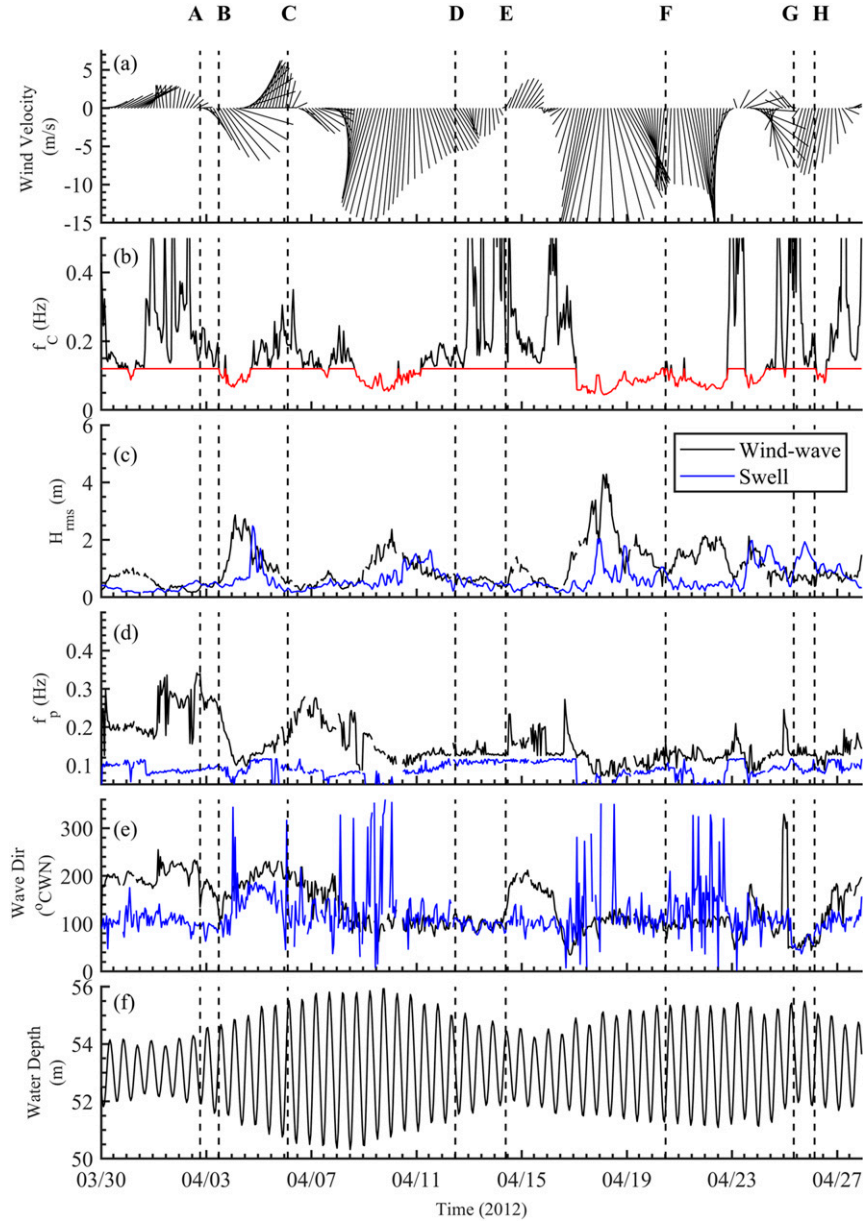 A B C D E F G H
(a)
Wind Velocity
(m/s)
5
0
-5
-10
-15
(b)
f_C (Hz)
0.4
0.2
0
(c)
H_rms (m)
6
4
2
0
Wind-wave
Swell
(d)
f_p (Hz)
0.4
0.3
0.2
0.1
(e)
Wave Dir
(°CWN)
300
200
100
0
(f)
Water Depth
(m)
56
54
52
50
03/30 04/03 04/07 04/11 04/15 04/19 04/23 04/27
Time (2012)